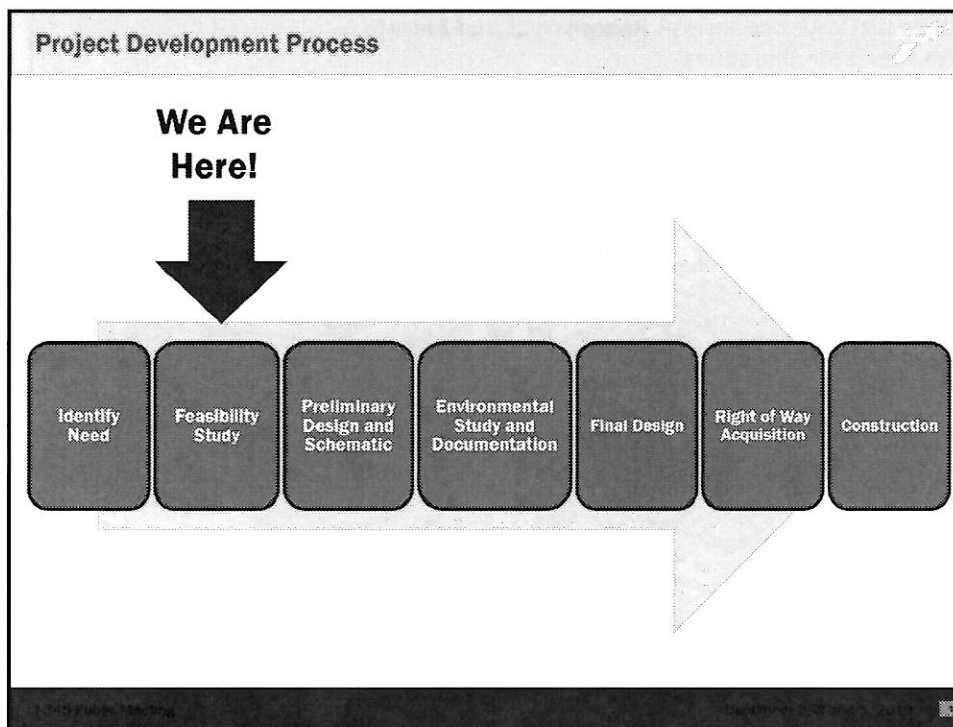 Project Development Process
We Are
Here!
Identify
Need
Feasibility
Study
Preliminary
Design and
Schematic
Environmental
Study and
Documentation
Final Design
Right of Way
Acquisition
Construction
Public Meeting